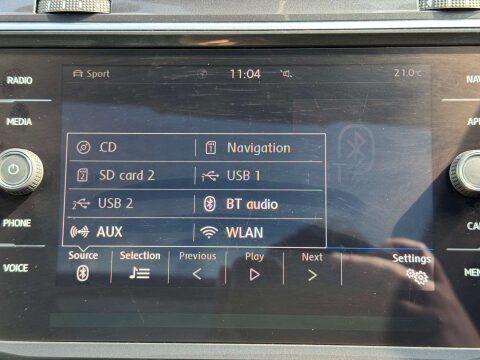 Sport 11:04 21.0°C
RADIO
MEDIA
PHONE
VOICE
CD Navigation
SD card 2 USB 1
USB 2 BT audio
AUX WLAN
Source Selection Previous Play Next Settings